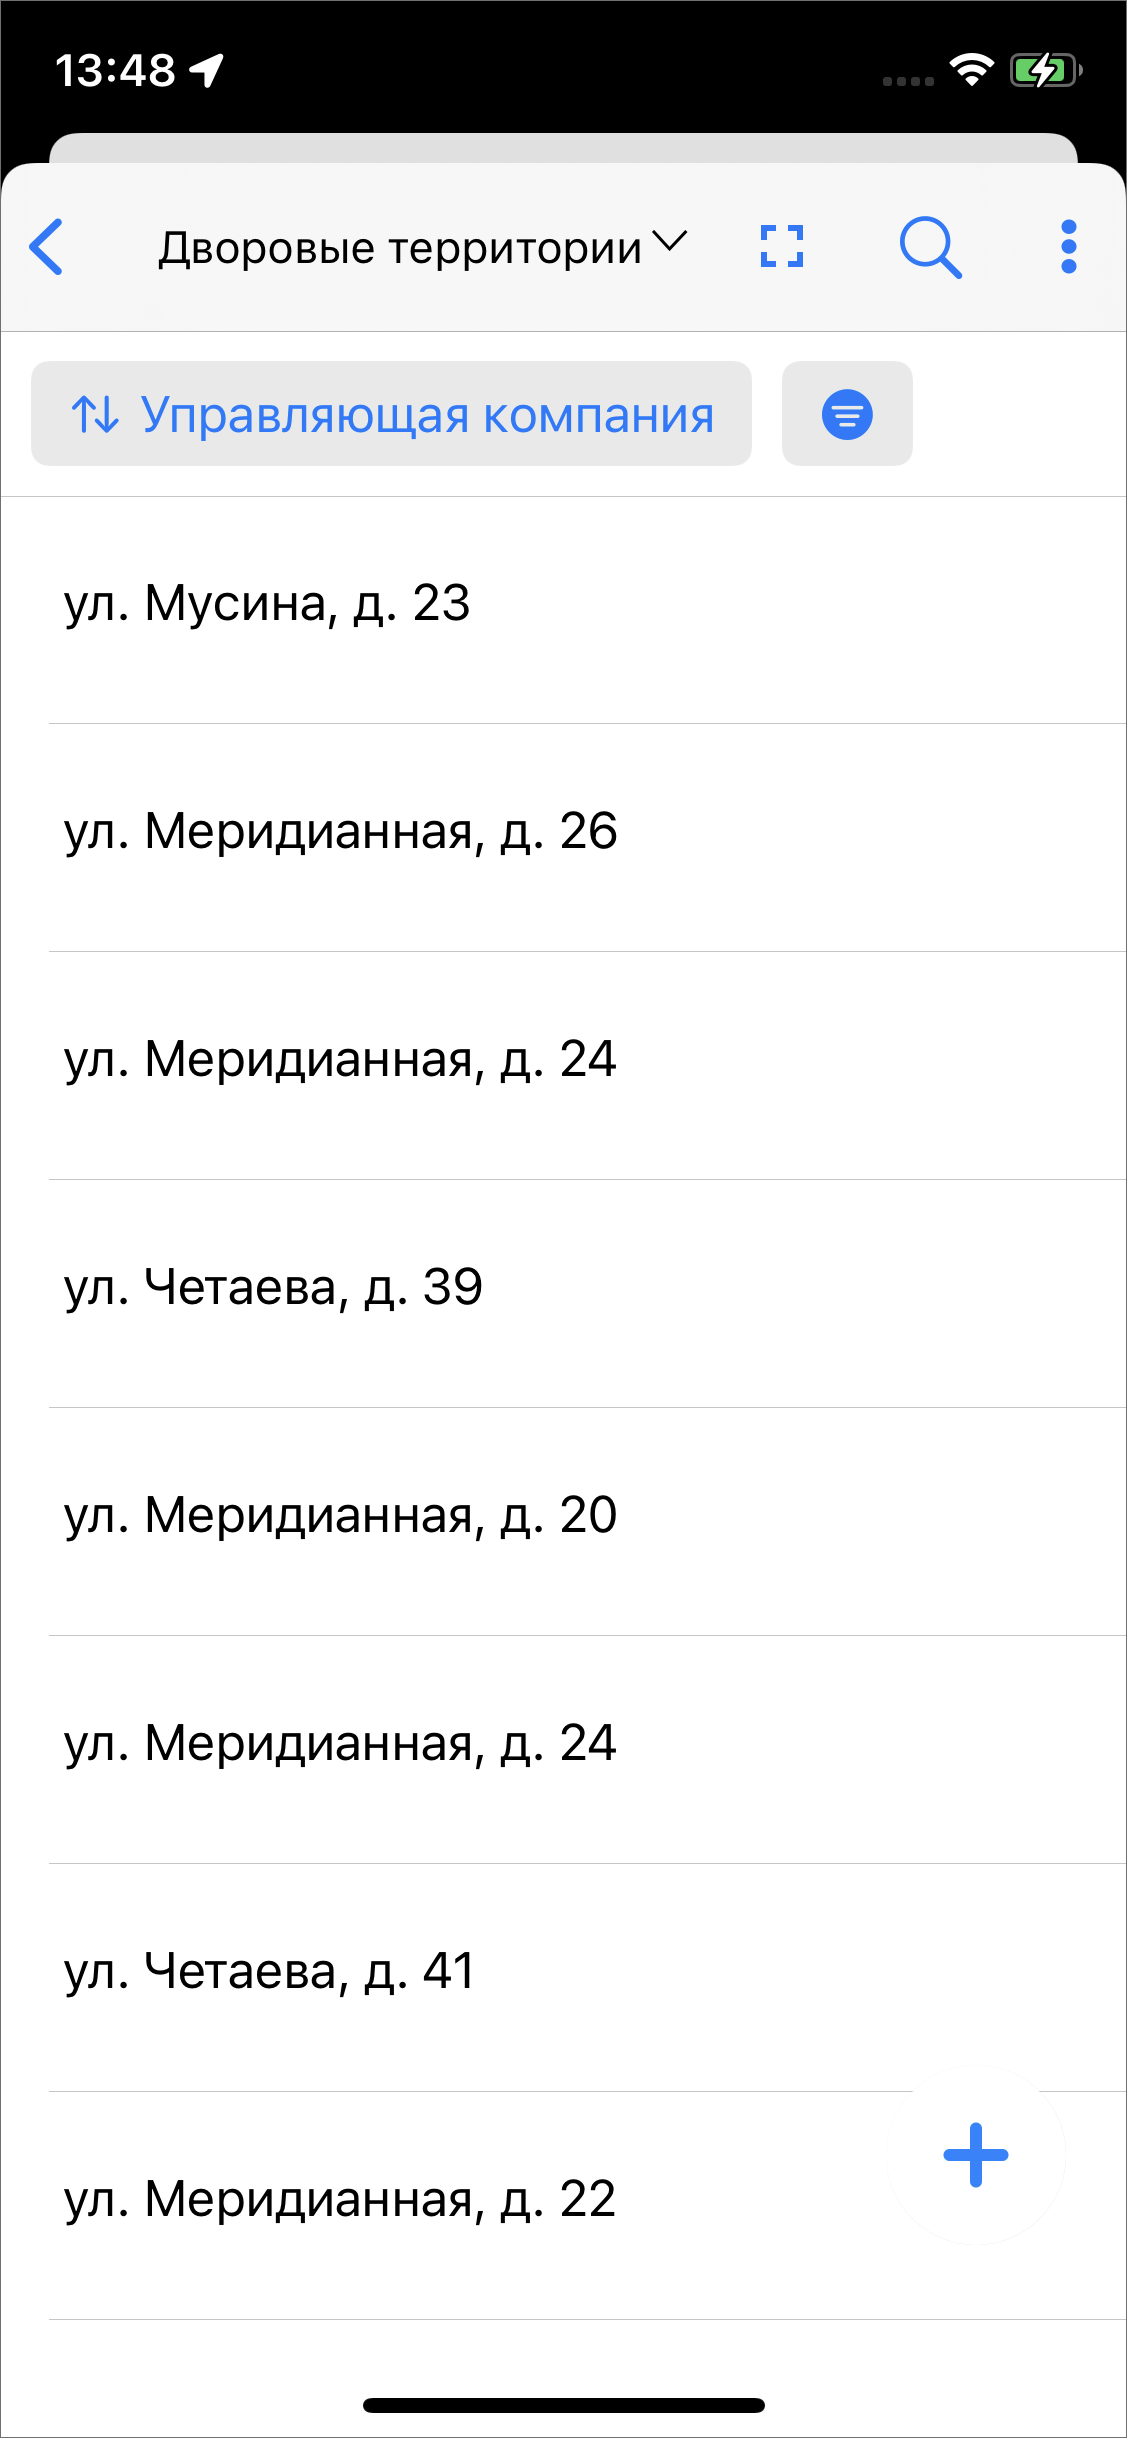 13:48
Дворовые территории
Управляющая компания
ул. Мусина, д. 23
ул. Меридианная, д. 26
ул. Меридианная, д. 24
ул. Четаева, д. 39
ул. Меридианная, д. 20
ул. Меридианная, д. 24
ул. Четаева, д. 41
ул. Меридианная, д. 22